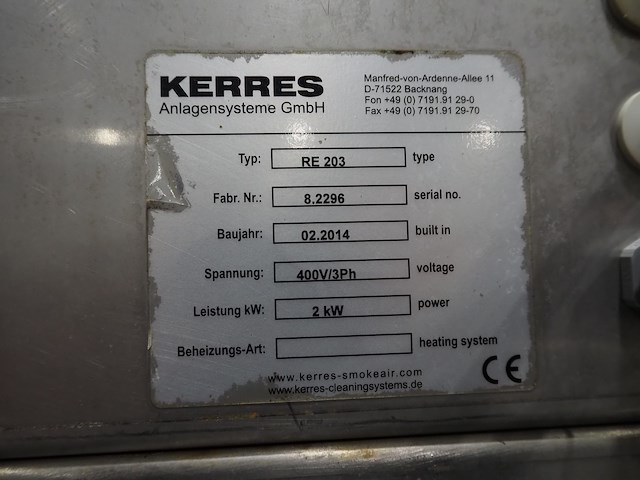 KERRES
Anlagensysteme GmbH
Manfred-von-Ardenne-Allee 11
D-71522 Backnang
Fon +49 (0) 7191.91 29-0
Fax +49 (0) 7191.91 29-70
Typ: RE 203 type
Fabr. Nr.: 8.2296 serial no.
Baujahr: 02.2014 built in
Spannung: 400V/3Ph voltage
Leistung kW: 2 kW power
Beheizungs-Art: heating system
www.kerres-smokeair.com
www.kerres-cleaningsystems.de
CE